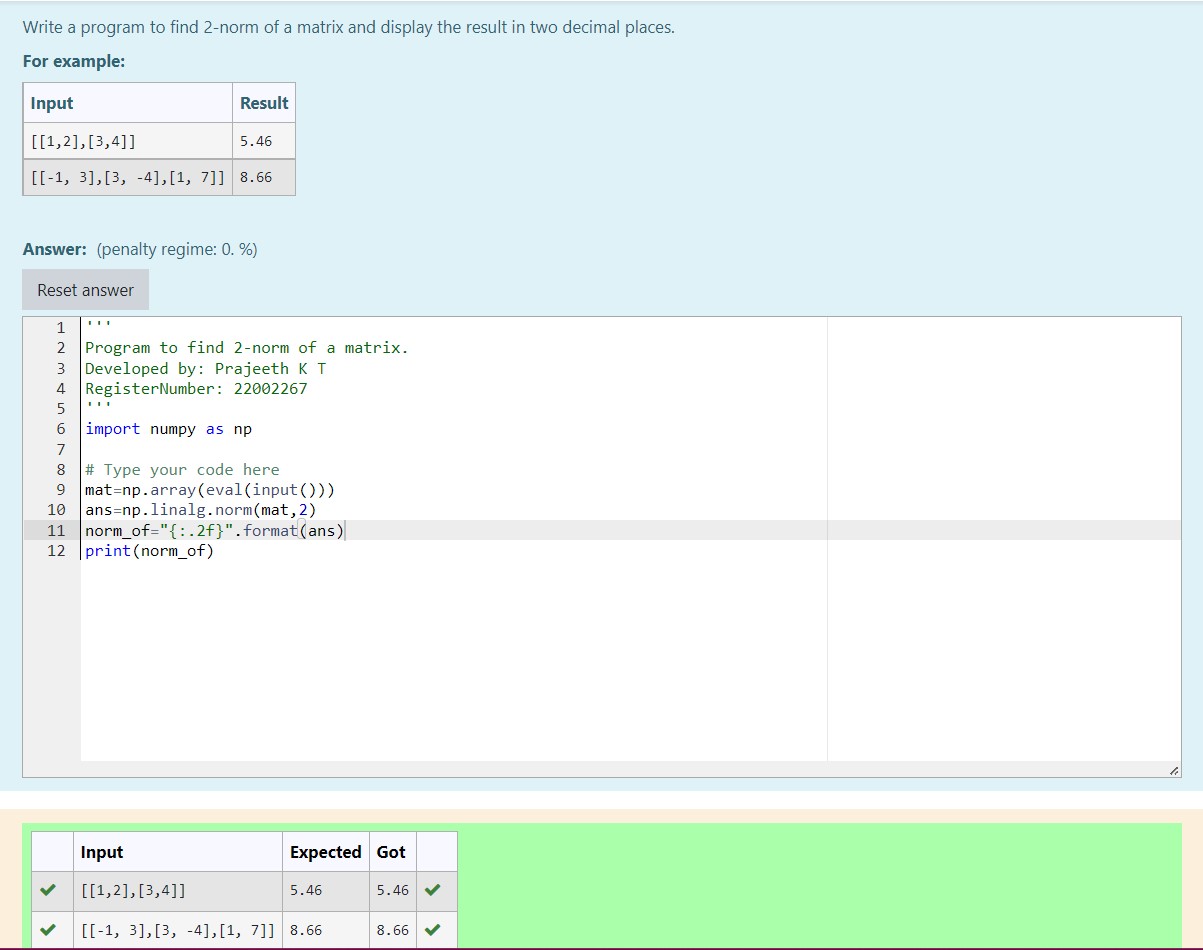 Write a program to find 2-norm of a matrix and display the result in two decimal places.
For example:
Input Result
[[1,2],[3,4]] 5.46
[[-1, 3],[3, -4],[1, 7]] 8.66
Answer: (penalty regime: 0. %)
Reset answer
1 '''
2 Program to find 2-norm of a matrix.
3 Developed by: Prajeeth K T
4 RegisterNumber: 22002267
5 '''
6 import numpy as np
7
8 # Type your code here
9 mat=np.array(eval(input()))
10 ans=np.linalg.norm(mat,2)
11 norm_of="{:.2f}".format(ans)
12 print(norm_of)
Input Expected Got
[[1,2],[3,4]] 5.46 5.46
[[-1, 3],[3, -4],[1, 7]] 8.66 8.66